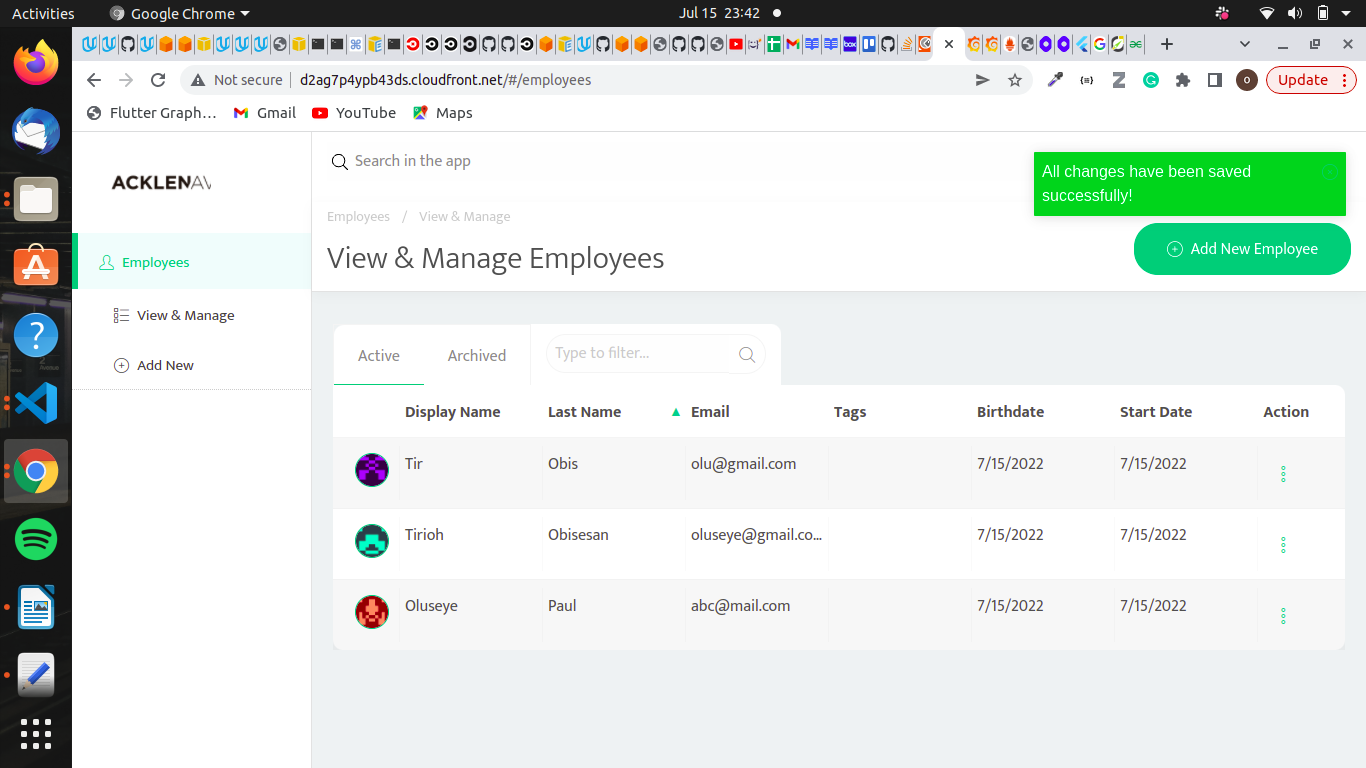 Activities
Google Chrome
Jul 15 23:42
Not secure
d2ag7p4ypb43ds.cloudfront.net/#/employees
Update
Flutter Graph…
Gmail
YouTube
Maps
ACKLENAV
Search in the app
All changes have been saved
successfully!
Employees / View & Manage
View & Manage Employees
Add New Employee
Employees
View & Manage
Add New
Active
Archived
Type to filter...
Display Name Last Name Email Tags Birthdate Start Date Action
Tir Obis olu@gmail.com 7/15/2022 7/15/2022
Tirioh Obisesan oluseye@gmail.co... 7/15/2022 7/15/2022
Oluseye Paul abc@mail.com 7/15/2022 7/15/2022